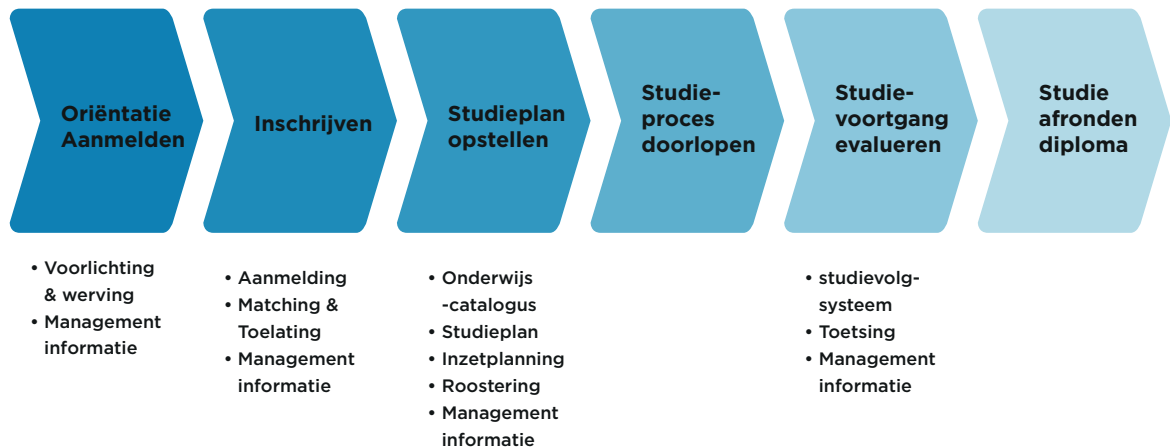 Oriëntatie
Aanmelden
Inschrijven
Studieplan
opstellen
Studie-
proces
doorlopen
Studie-
voortgang
evalueren
Studie
afronden
diploma
• Voorlichting
& werving
• Management
informatie
• Aanmelding
• Matching &
Toelating
• Management
informatie
• Onderwijs
-catalogus
• Studieplan
• Inzetplanning
• Roostering
• Management
informatie
• studievolg-
systeem
• Toetsing
• Management
informatie